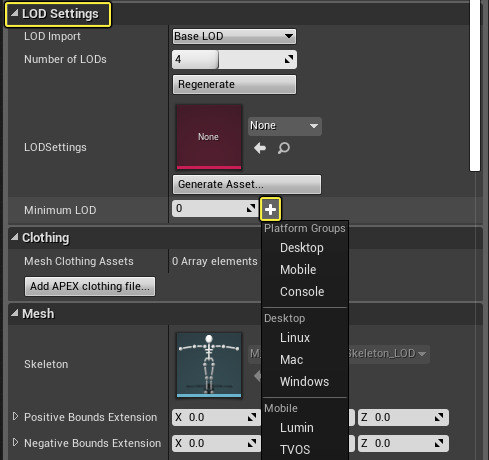 LOD Settings
LOD Import Base LOD
Number of LODs 4
Regenerate
None None
LODSettings
Generate Asset...
Minimum LOD 0
Platform Groups
Clothing
Desktop
Mesh Clothing Assets 0 Array elements
Mobile
Add APEX clothing file...
Console
Mesh
Desktop
Linux
Skeleton M Skeleton_LOD
Mac
Windows
Mobile
Positive Bounds Extension X 0.0 Z 0.0
Lumin
Negative Bounds Extension X 0.0 Z 0.0
TVOS